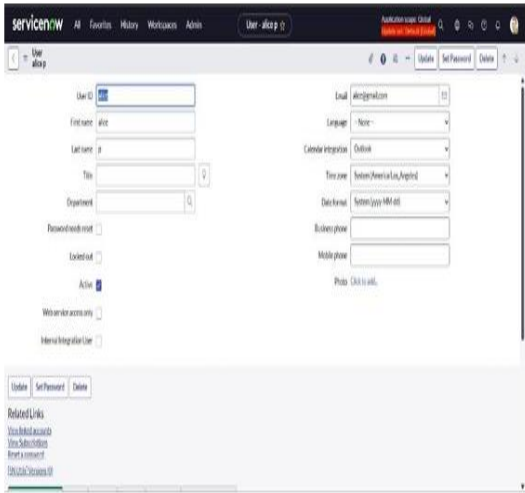 servicenow All Favorites History Workspaces Admin User - alice p Application scope: Global
Update set: Default [Global]
User
alice p
Update Set Password Delete
User ID alice
First name alice
Last name p
Title
Department
Password needs reset
Locked out
Active
Web service access only
Internal Integration User
Email alice@gmail.com
Language -- None --
Calendar integration Outlook
Time zone System (America/Los_Angeles)
Date format System (yyyy-MM-dd)
Business phone
Mobile phone
Photo Click to add...
Update Set Password Delete
Related Links
View linked accounts
View Subscriptions
Reset a password